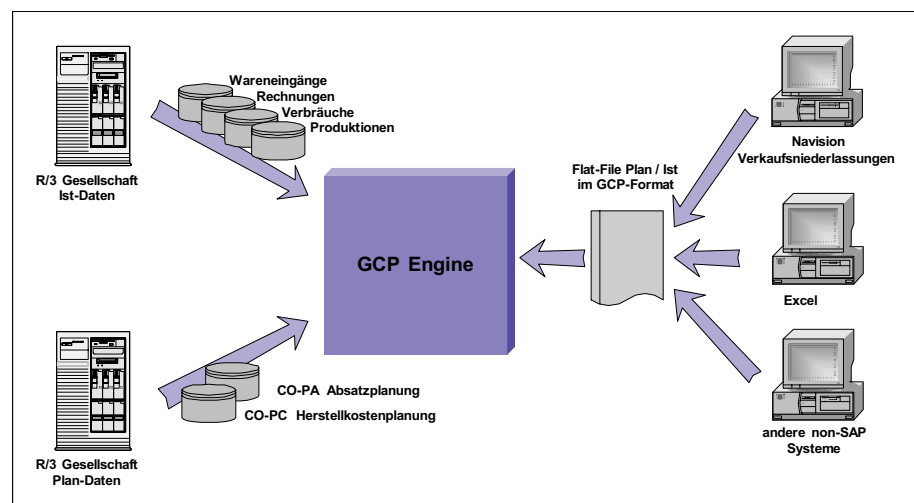 Wareneingänge
Rechnungen
Verbräuche
Produktionen
R/3 Gesellschaft
Ist-Daten
GCP Engine
Flat-File Plan / Ist
im GCP-Format
Navision
Verkaufsniederlassungen
Excel
CO-PA Absatzplanung
CO-PC Herstellkostenplanung
R/3 Gesellschaft
Plan-Daten
andere non-SAP
Systeme